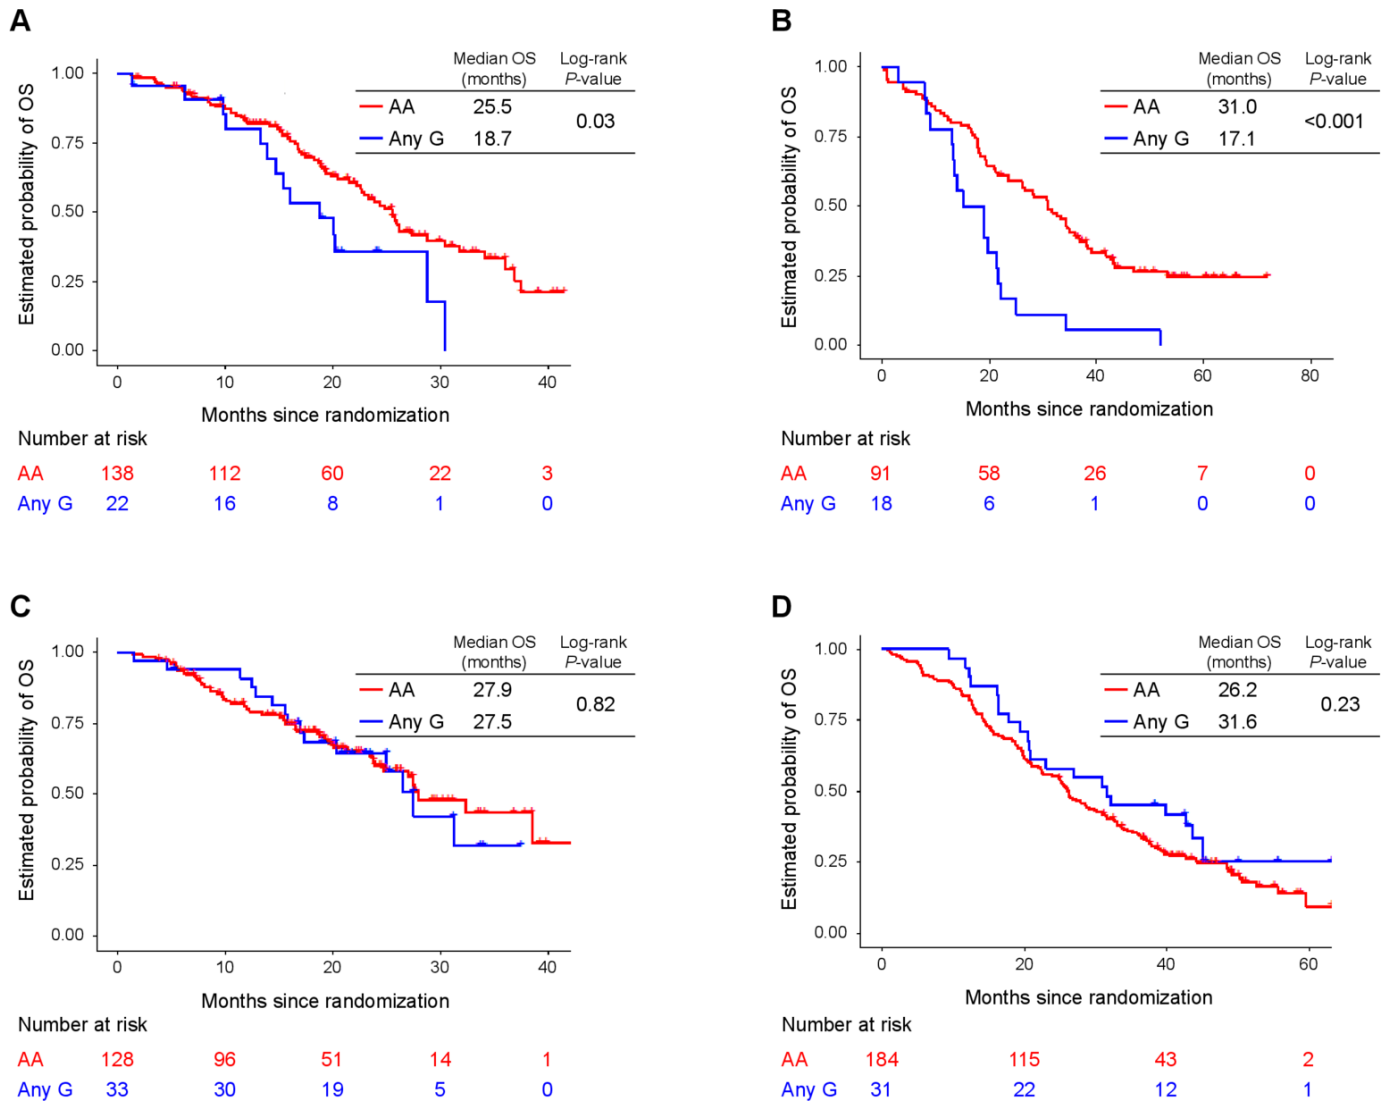 A
Median OS Log-rank
(months) P-value
AA 25.5 0.03
Any G 18.7
Estimated probability of OS
1.00
0.75
0.50
0.25
0.00
0 10 20 30 40
Months since randomization
Number at risk
AA 138 112 60 22 3
Any G 22 16 8 1 0
B
Median OS Log-rank
(months) P-value
AA 31.0 <0.001
Any G 17.1
Estimated probability of OS
1.00
0.75
0.50
0.25
0.00
0 20 40 60 80
Months since randomization
Number at risk
AA 91 58 26 7 0
Any G 18 6 1 0 0
C
Median OS Log-rank
(months) P-value
AA 27.9 0.82
Any G 27.5
Estimated probability of OS
1.00
0.75
0.50
0.25
0.00
0 10 20 30 40
Months since randomization
Number at risk
AA 128 96 51 14 1
Any G 33 30 19 5 0
D
Median OS Log-rank
(months) P-value
AA 26.2 0.23
Any G 31.6
Estimated probability of OS
1.00
0.75
0.50
0.25
0.00
0 20 40 60
Months since randomization
Number at risk
AA 184 115 43 2
Any G 31 22 12 1